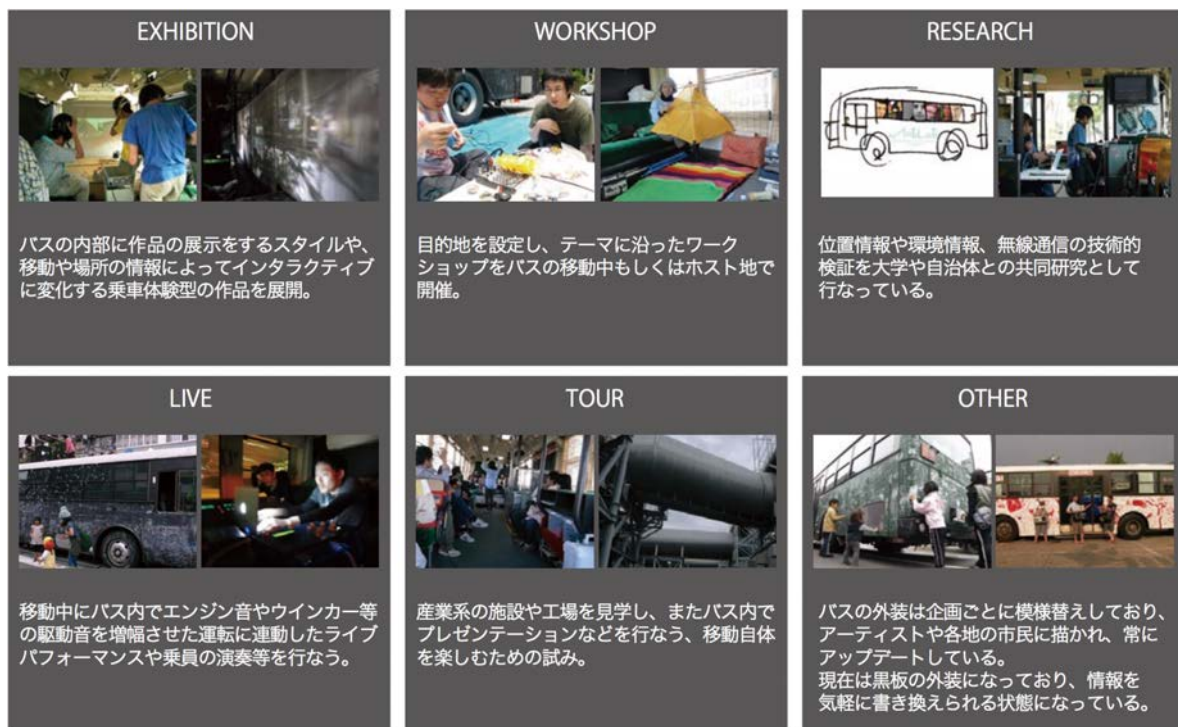 EXHIBITION
バスの内部に作品の展示をするスタイルや、
移動や場所の情報によってインタラクティブ
に変化する乗車体験型の作品を展開。
WORKSHOP
目的地を設定し、テーマに沿ったワーク
ショップをバスの移動中もしくはホスト地で
開催。
RESEARCH
位置情報や環境情報、無線通信の技術的
検証を大学や自治体との共同研究として
行なっている。
LIVE
移動中にバス内でエンジン音やウインカー等
の駆動音を増幅させた運転に連動したライブ
パフォーマンスや乗員の演奏等を行なう。
TOUR
産業系の施設や工場を見学し、またバス内で
プレゼンテーションなどを行なう、移動自体
を楽しむための試み。
OTHER
バスの外装は企画ごとに模様替えしており、
アーティストや各地の市民に描かれ、常に
アップデートしている。
現在は黒板の外装になっており、情報を
気軽に書き換えられる状態になっている。